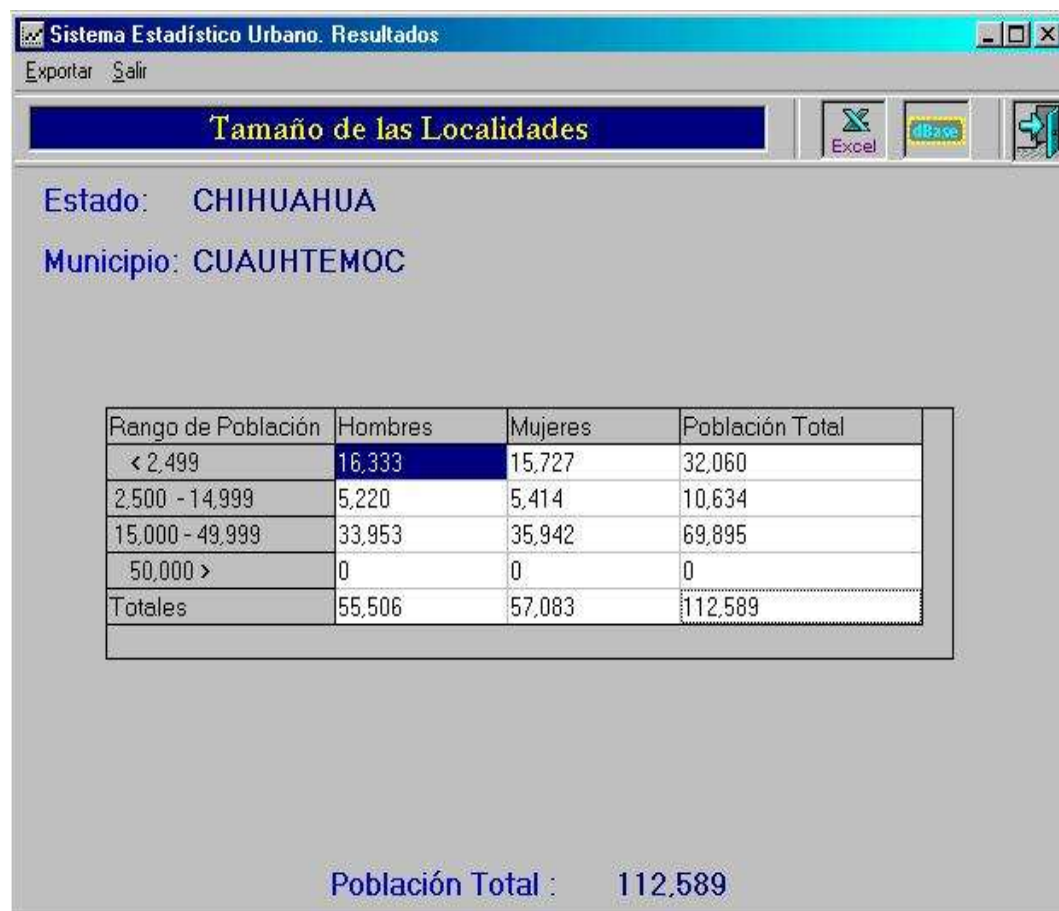 Sistema Estadístico Urbano. Resultados
Exportar Salir
Tamaño de las Localidades
Excel
dBase
Estado: CHIHUAHUA
Municipio: CUAUHTEMOC
Rango de Población Hombres Mujeres Población Total
< 2,499 16,333 15,727 32,060
2,500 - 14,999 5,220 5,414 10,634
15,000 - 49,999 33,953 35,942 69,895
50,000 > 0 0 0
Totales 55,506 57,083 112,589
Población Total : 112,589